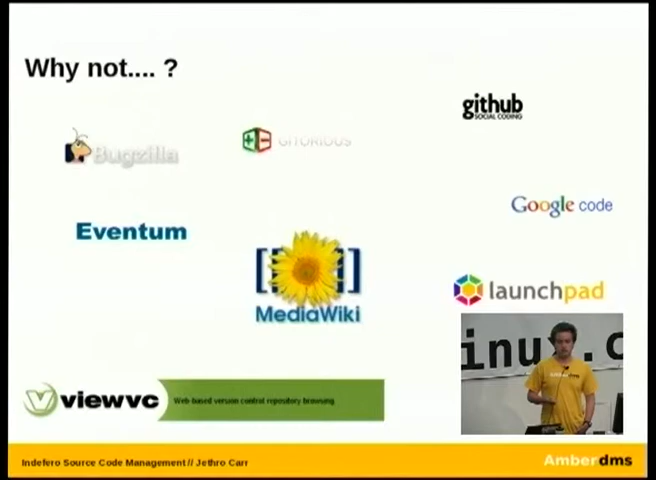 Why not.... ?
github
SOCIAL CODING
Bugzilla
GITORIOUS
Google code
Eventum
[[ ]]
MediaWiki
launchpad
inux.c
viewvc
Web based version control repository browsing
Indefero Source Code Management // Jethro Carr
Amberdms